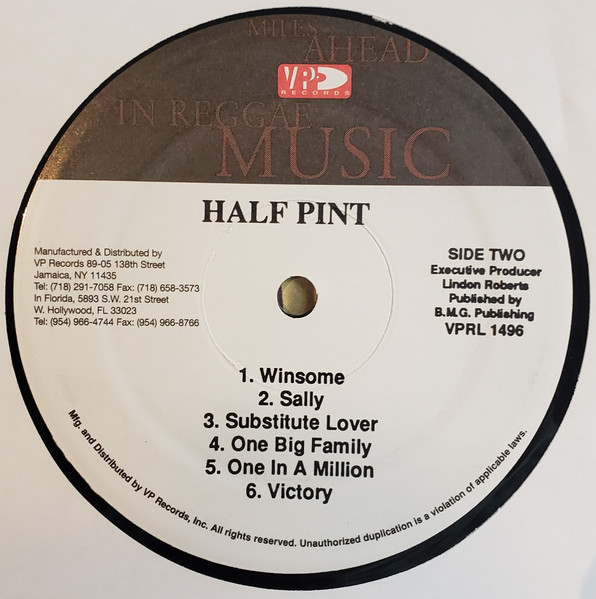 MILES
AHEAD
VP
RECORDS
IN REGGAE
MUSIC
HALF PINT
Manufactured & Distributed by
VP Records 89-05 138th Street
Jamaica, NY 11435
Tel: (718) 291-7058 Fax: (718) 658-3573
In Florida, 5893 S.W. 21st Street
W. Hollywood, FL 33023
Tel: (954) 966-4744 Fax: (954) 966-8766
SIDE TWO
Executive Producer
Lindon Roberts
Published by
B.M.G. Publishing
VPRL 1496
1. Winsome
2. Sally
3. Substitute Lover
4. One Big Family
5. One In A Million
6. Victory
Mfg. and Distributed by VP Records, Inc. All rights reserved. Unauthorized duplication is a violation of applicable laws.